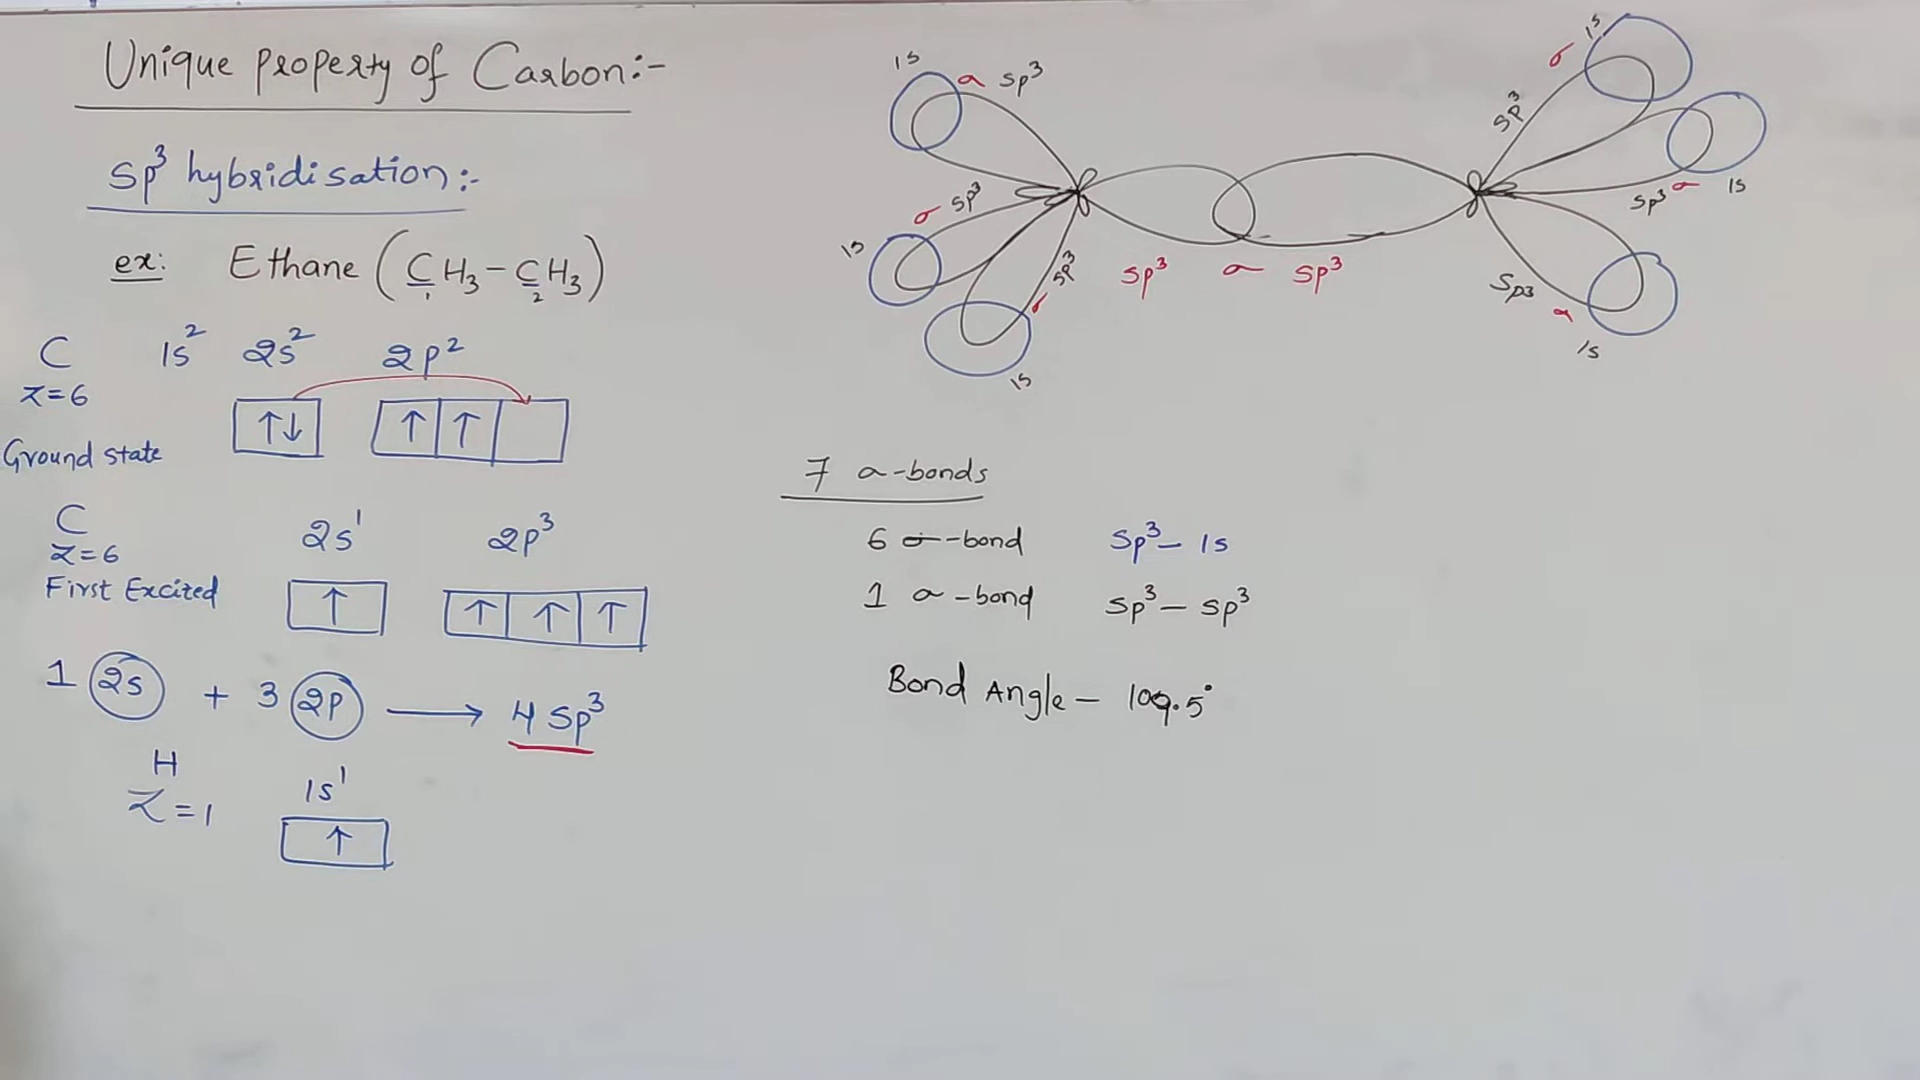 Unique property of Carbon:-
Sp³ hybridisation:-
ex: Ethane (CH₃-CH₃)
1 2
C 1s² 2s² 2p²
Z=6
↑↓ ↑ ↑
Ground state
C 2s¹ 2p³
Z=6
First Excited
↑ ↑ ↑ ↑
1 2s + 3 2p → 4 Sp³
H
Z=1 1s¹
↑
1s σ Sp³
σ Sp³
1s
Sp³
σ
1s
Sp³ σ Sp³
1s
σ
Sp³
Sp³ σ 1s
Sp3
σ
1s
7 σ-bonds
6 σ-bond Sp³- 1s
1 σ-bond Sp³- Sp³
Bond Angle- 109.5°